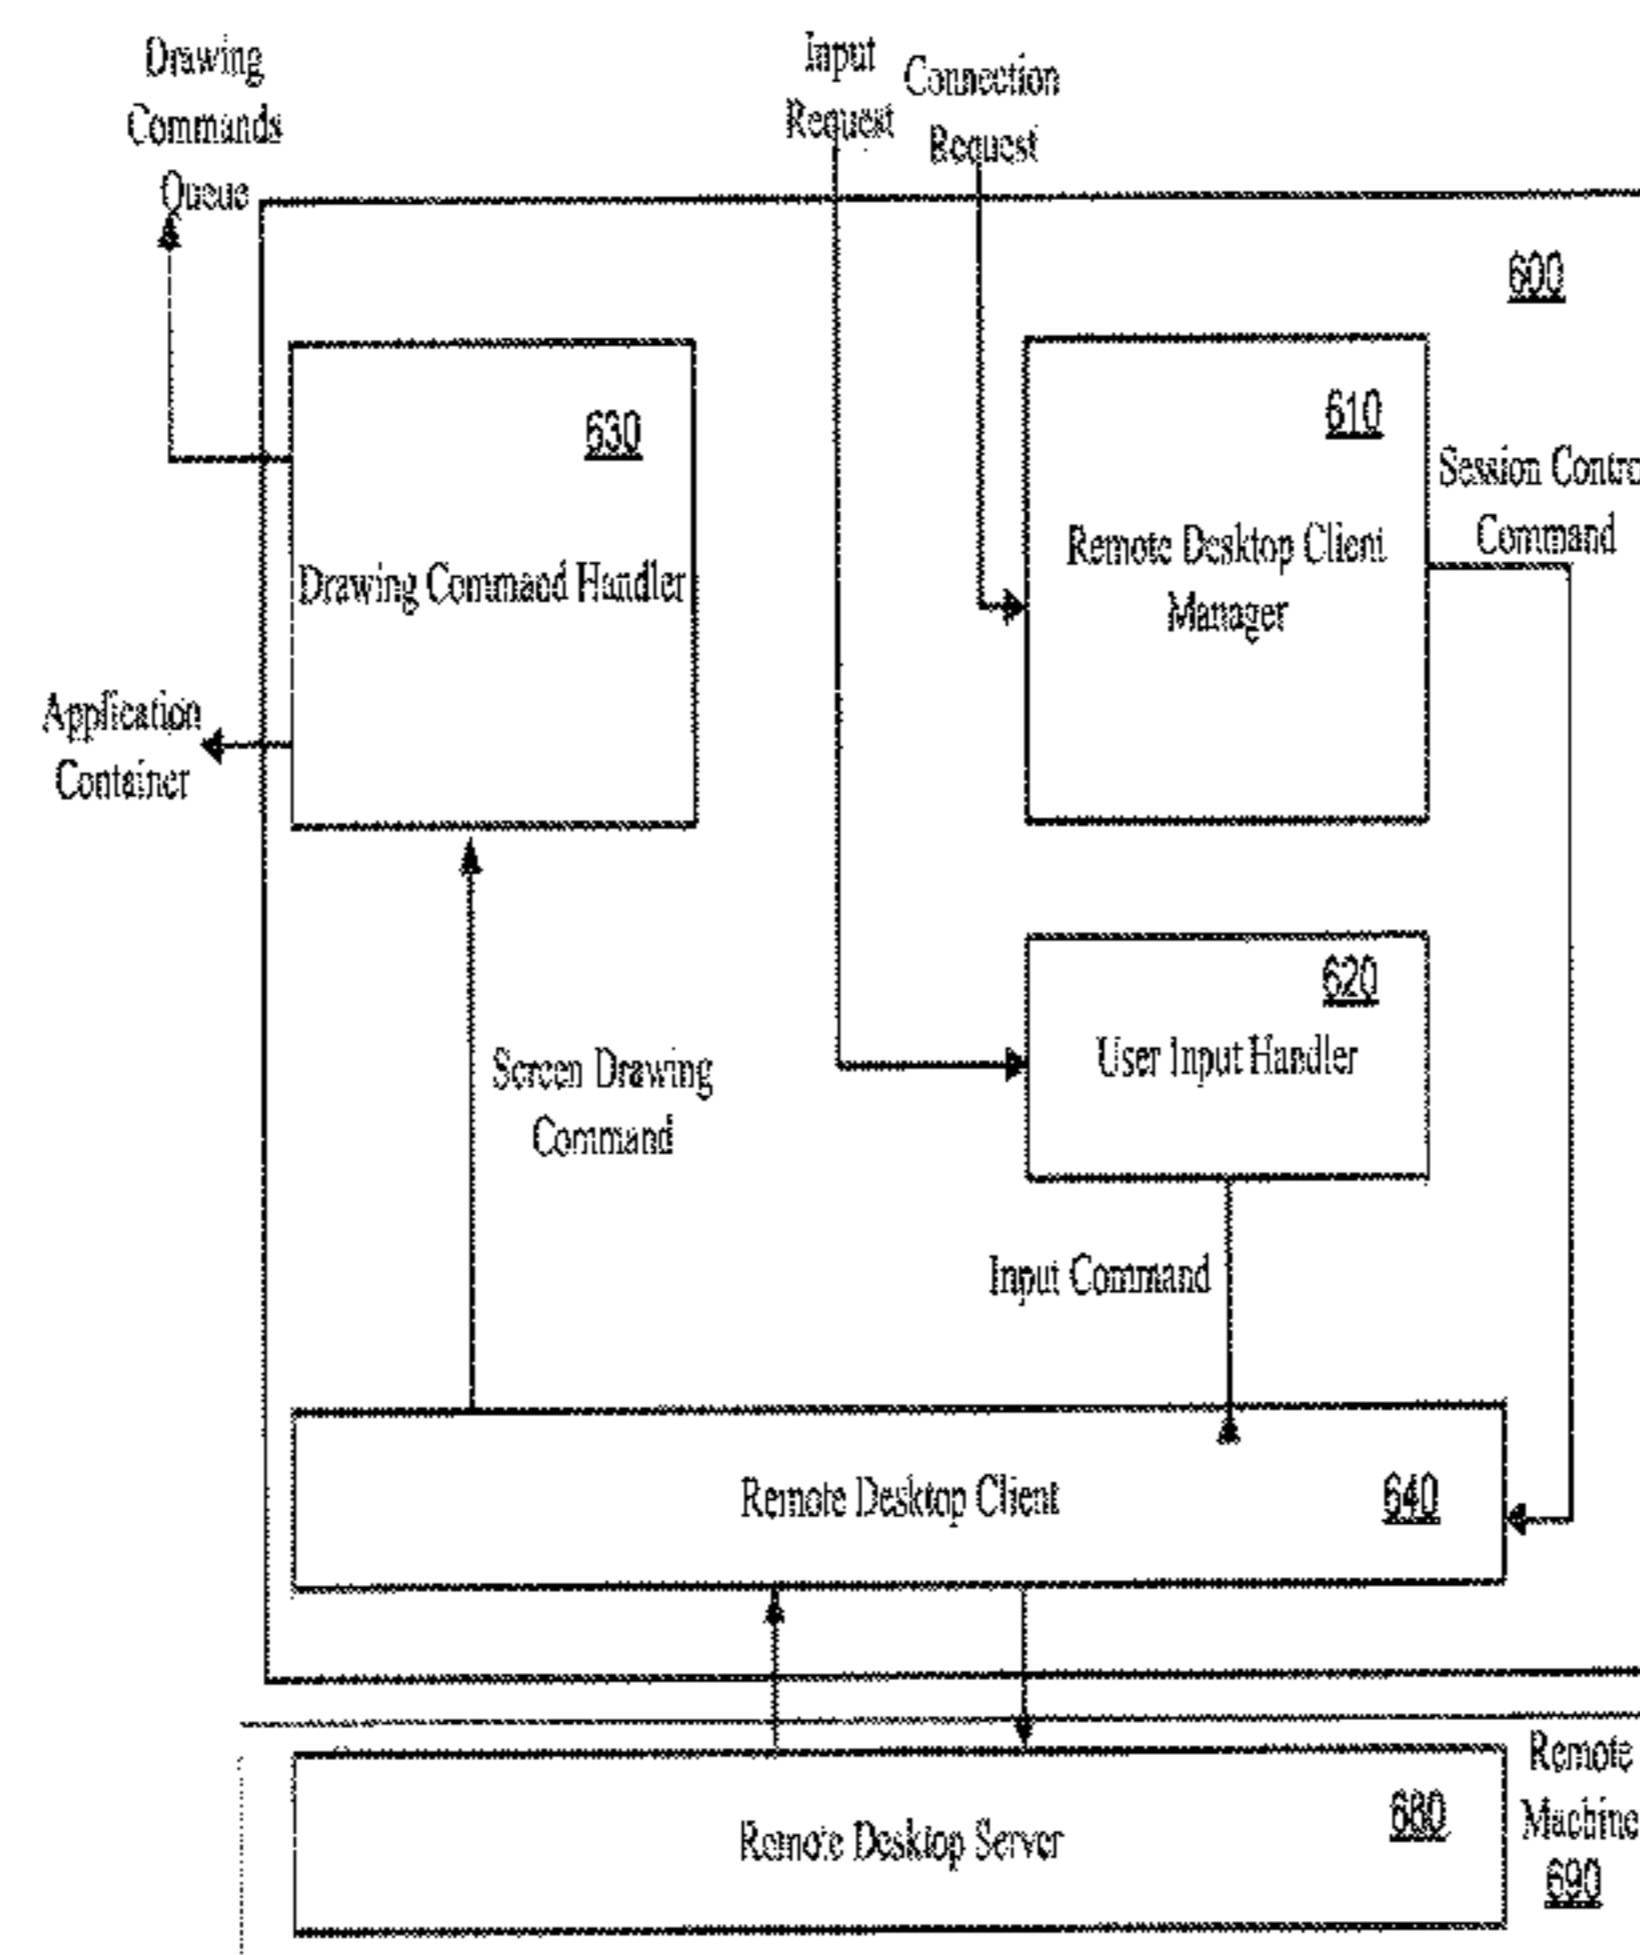 Drawing
Commands
Queue
Input
Request
Connection
Request
600
630
Drawing Command Handler
610
Remote Desktop Client
Manager
Session Contro
Command
Application
Container
620
User Input Handler
Screen Drawing
Command
Input Command
Remote Desktop Client
640
Remote Desktop Server
680
Remote
Machine
690